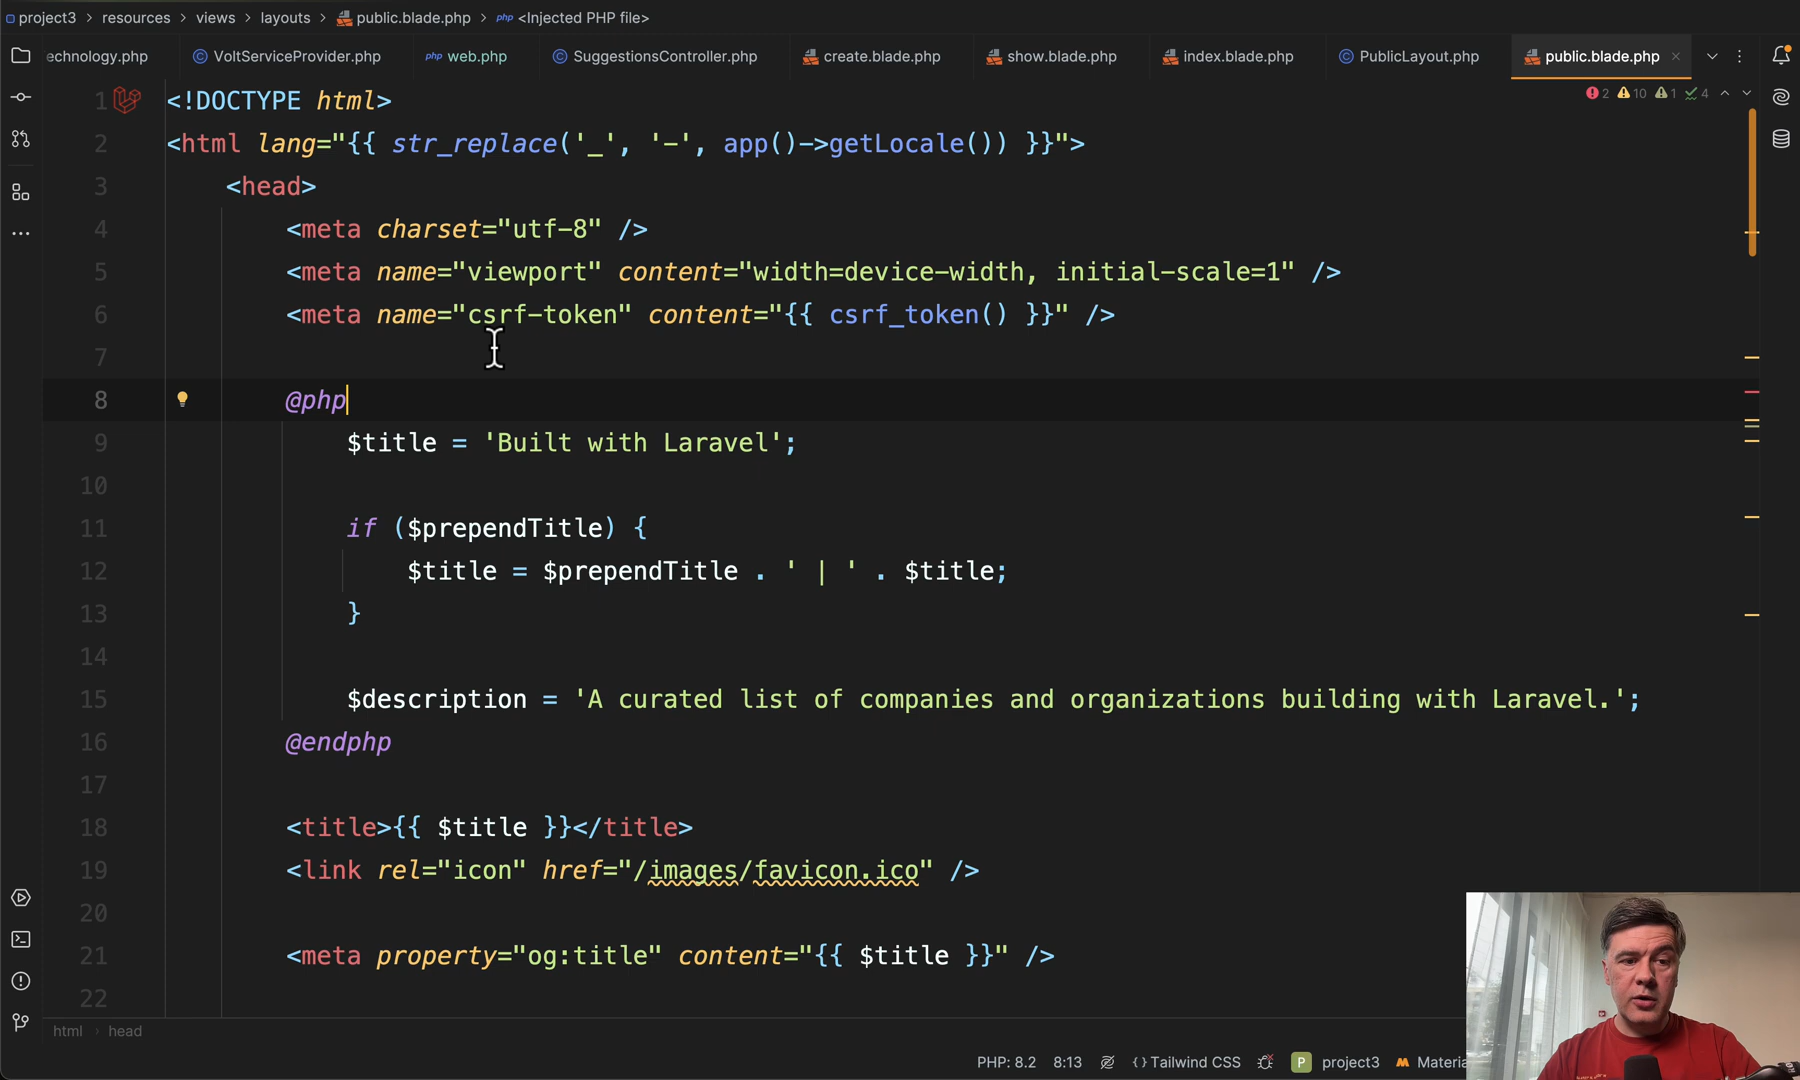 project3 > resources > views > layouts > public.blade.php > php <Injected PHP file>
echnology.php VoltServiceProvider.php php web.php SuggestionsController.php create.blade.php show.blade.php index.blade.php PublicLayout.php public.blade.php ×
2 10 1 4
1 <!DOCTYPE html>
2 <html lang="{{ str_replace('_', '-', app()->getLocale()) }}">
3 <head>
4 <meta charset="utf-8" />
5 <meta name="viewport" content="width=device-width, initial-scale=1" />
6 <meta name="csrf-token" content="{{ csrf_token() }}" />
7
8 @php
9 $title = 'Built with Laravel';
10
11 if ($prependTitle) {
12 $title = $prependTitle . ' | ' . $title;
13 }
14
15 $description = 'A curated list of companies and organizations building with Laravel.';
16 @endphp
17
18 <title>{{ $title }}</title>
19 <link rel="icon" href="/images/favicon.ico" />
20
21 <meta property="og:title" content="{{ $title }}" />
22
html > head
PHP: 8.2 8:13 {} Tailwind CSS P project3 Materia